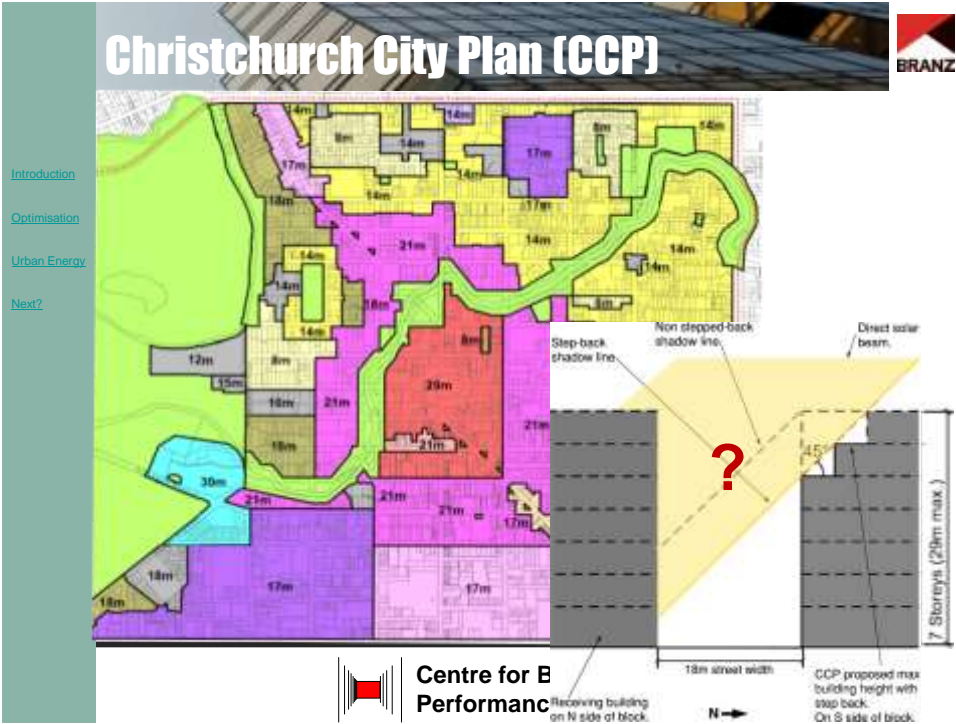 Christchurch City Plan (CCP)
BRANZ
Introduction
Optimisation
Urban Energy
Next?
14m
14m
8m
14m
8m
14m
17m
17m
14m
14m
17m
18m
21m
14m
14m
14m
14m
14m
18m
8m
14m
8m
12m
8m
15m
29m
16m
21m
21m
21m
18m
30m
21m
21m
21m
17m
18m
17m
17m
18m
Non stepped-back
shadow line.
Direct solar
beam.
Step-back
shadow line
?
45°
7 Storeys (29m max.)
18m street width
Receiving building
on N side of block.
N
CCP proposed max
building height with
step back.
On S side of block.
Centre for B
Performanc